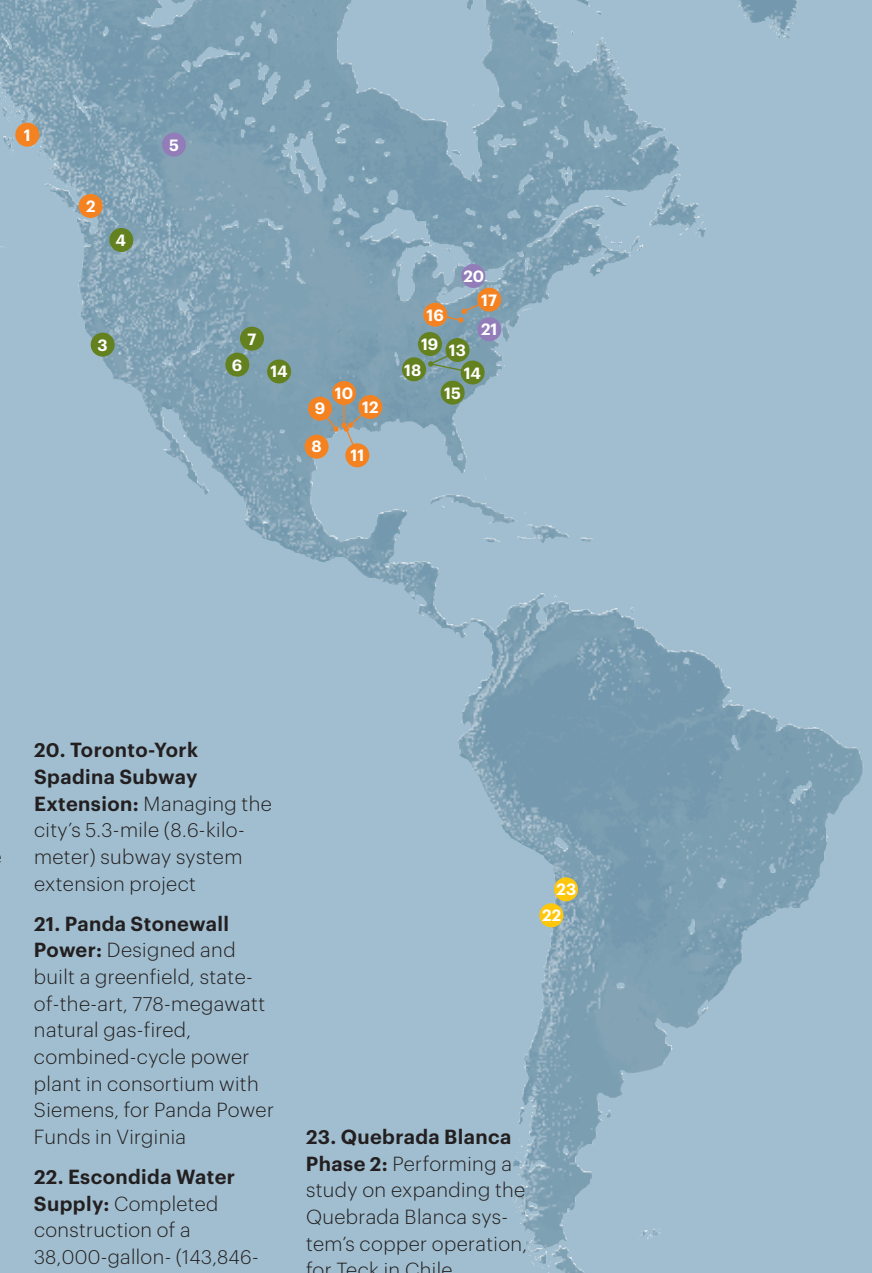 1
5
2
4
20
17
16
21
3
7
19
13
6
14
18
14
10
15
9
12
8
11
23
22
20. Toronto-York
Spadina Subway
Extension: Managing the
city's 5.3-mile (8.6-kilo-
meter) subway system
extension project
21. Panda Stonewall
Power: Designed and
built a greenfield, state-
of-the-art, 778-megawatt
natural gas-fired,
combined-cycle power
plant in consortium with
Siemens, for Panda Power
Funds in Virginia
22. Escondida Water
Supply: Completed
construction of a
38,000-gallon- (143,846-
23. Quebrada Blanca
Phase 2: Performing a
study on expanding the
Quebrada Blanca sys-
tem's copper operation,
for Teck in Chile